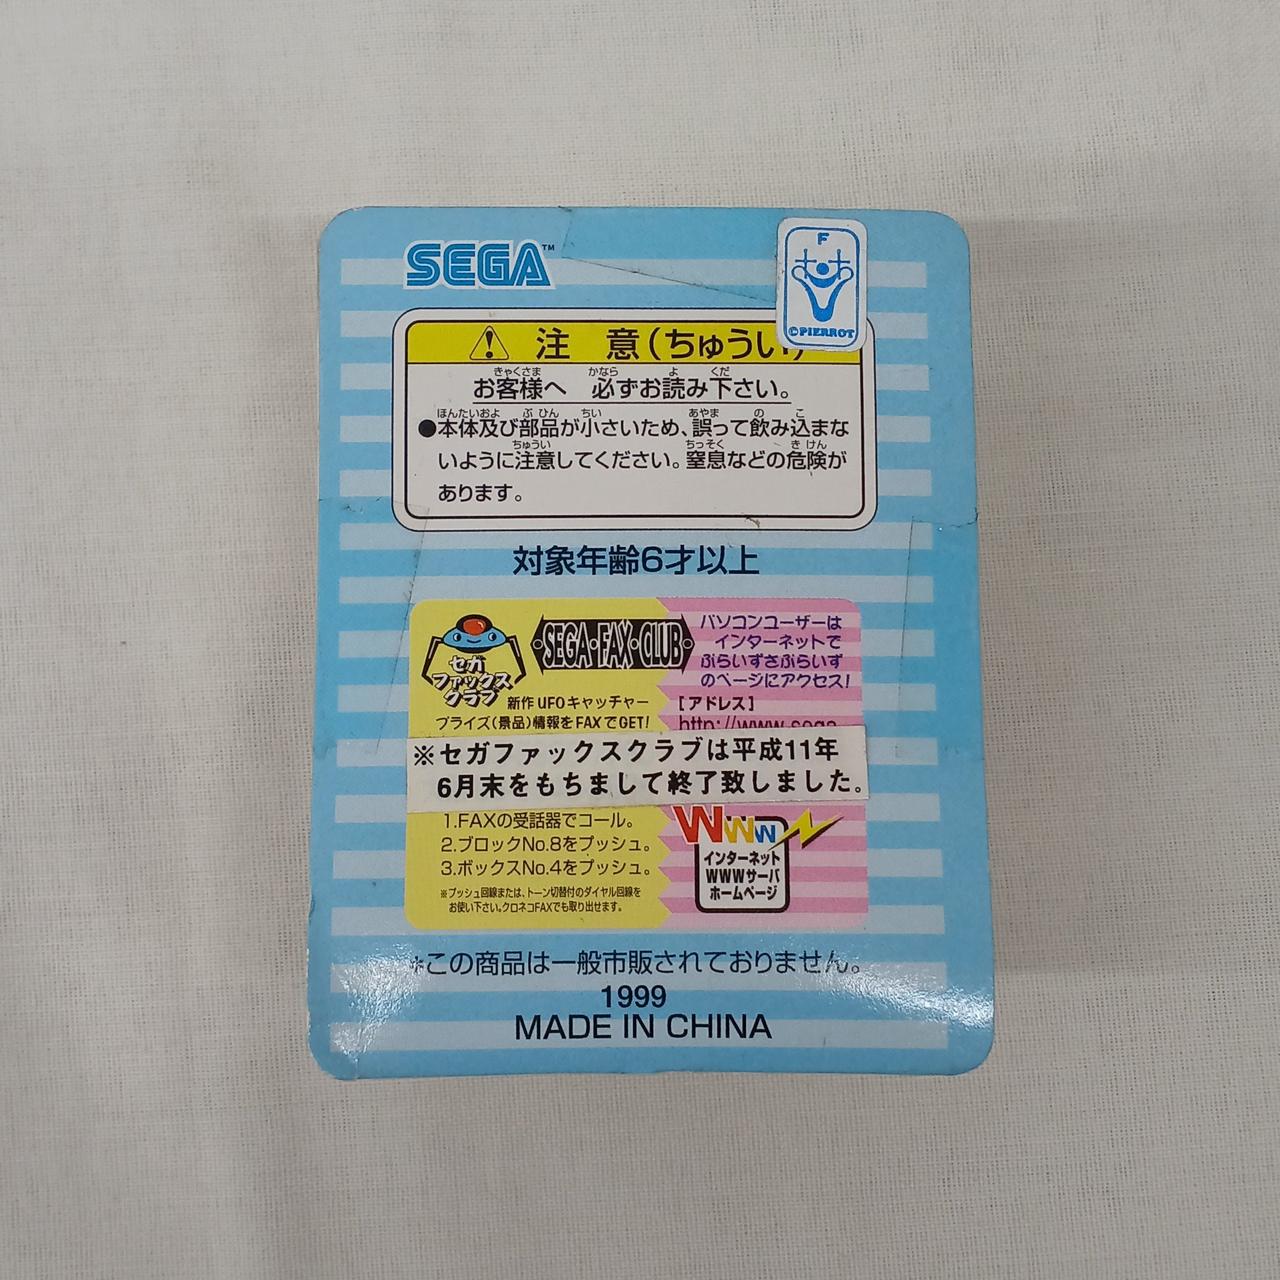 SEGA™
F
©PIERROT
注 意(ちゅうい)
お客様へ 必ずお読み下さい。
●本体及び部品が小さいため、誤って飲み込まな
いように注意してください。窒息などの危険が
あります。
対象年齢6才以上
セガ
ファックス
クラブ
SEGA・FAX・CLUB
新作UFOキャッチャー
プライズ(景品)情報をFAXでGET!
パソコンユーザーは
インターネットで
ぷらいずさぷらいず
のページにアクセス!
[アドレス]
http://www.sega
※セガファックスクラブは平成11年
6月末をもちまして終了致しました。
1.FAXの受話器でコール。
2.ブロックNo.8をプッシュ。
3.ボックスNo.4をプッシュ。
※プッシュ回線または、トーン切替付のダイヤル回線を
お使い下さい。クロネコFAXでも取り出せます。
WWW
インターネット
WWWサーバ
ホームページ
*この商品は一般市販されておりません。
1999
MADE IN CHINA